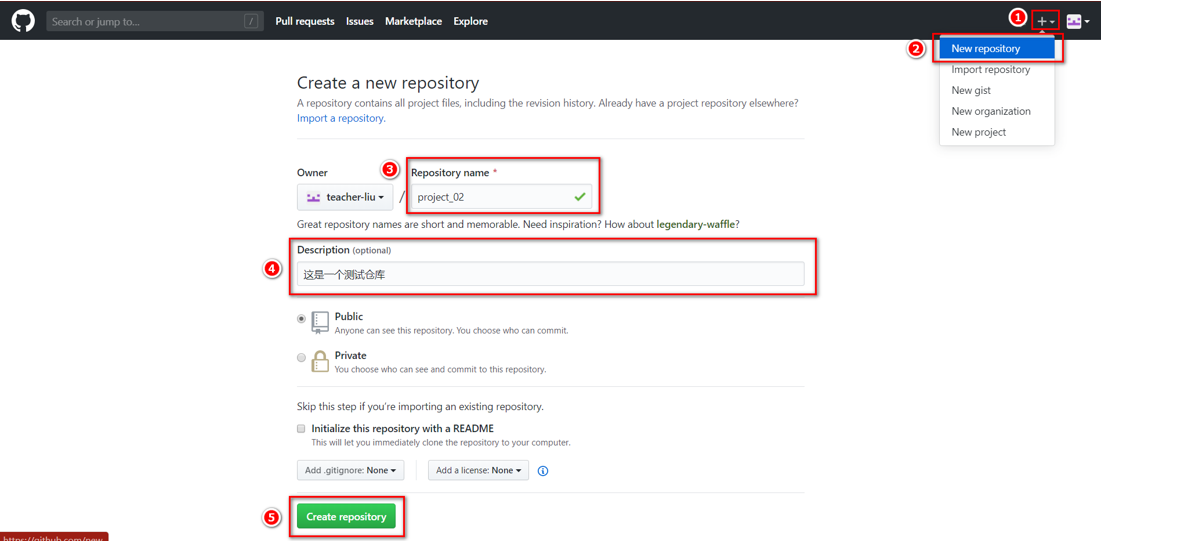 Search or jump to... / Pull requests Issues Marketplace Explore 1 +
2 New repository
Import repository
New gist
New organization
New project
Create a new repository
A repository contains all project files, including the revision history. Already have a project repository elsewhere?
Import a repository.
Owner 3 Repository name *
teacher-liu / project_02
Great repository names are short and memorable. Need inspiration? How about legendary-waffle?
Description (optional)
4 这是一个测试仓库
Public
Anyone can see this repository. You choose who can commit.
Private
You choose who can see and commit to this repository.
Skip this step if you're importing an existing repository.
Initialize this repository with a README
This will let you immediately clone the repository to your computer.
Add .gitignore: None Add a license: None
5 Create repository
https://github.com/new